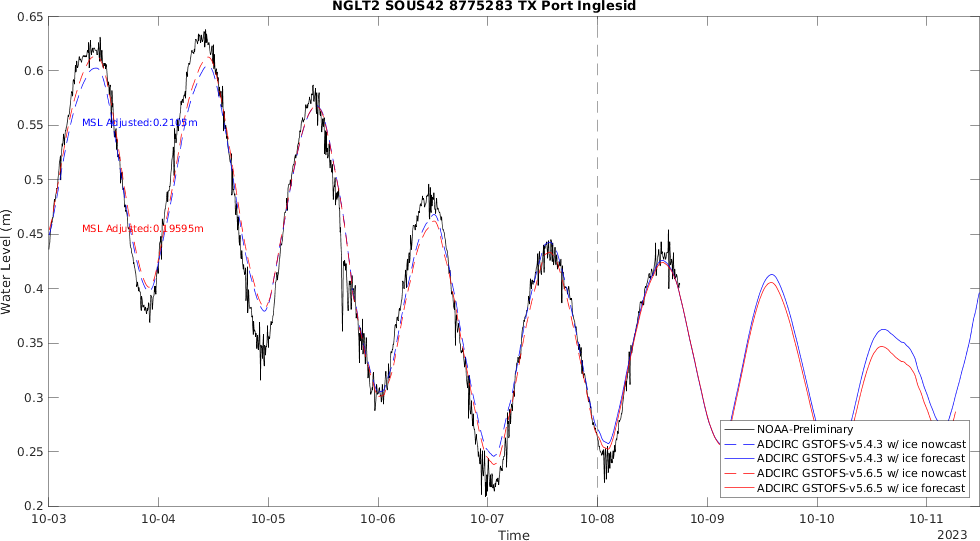 NGLT2 SOUS42 8775283 TX Port Inglesid
0.65
0.6
0.55
0.5
0.45
0.4
0.35
0.3
0.25
0.2
Water Level (m)
MSL Adjusted:0.2105m
MSL Adjusted:0.19595m
NOAA-Preliminary
ADCIRC GSTOFS-v5.4.3 w/ ice nowcast
ADCIRC GSTOFS-v5.4.3 w/ ice forecast
ADCIRC GSTOFS-v5.6.5 w/ ice nowcast
ADCIRC GSTOFS-v5.6.5 w/ ice forecast
10-03 10-04 10-05 10-06 10-07 10-08 10-09 10-10 10-11
Time
2023